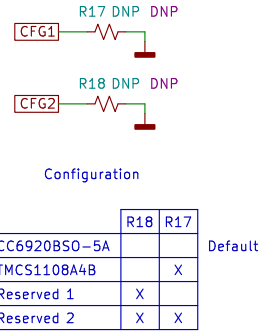 R17 DNP DNP
CFG1
R18 DNP DNP
CFG2
Configuration
R18 R17
CC6920BSO-5A Default
TMCS1108A4B X
Reserved 1 X
Reserved 2 X X